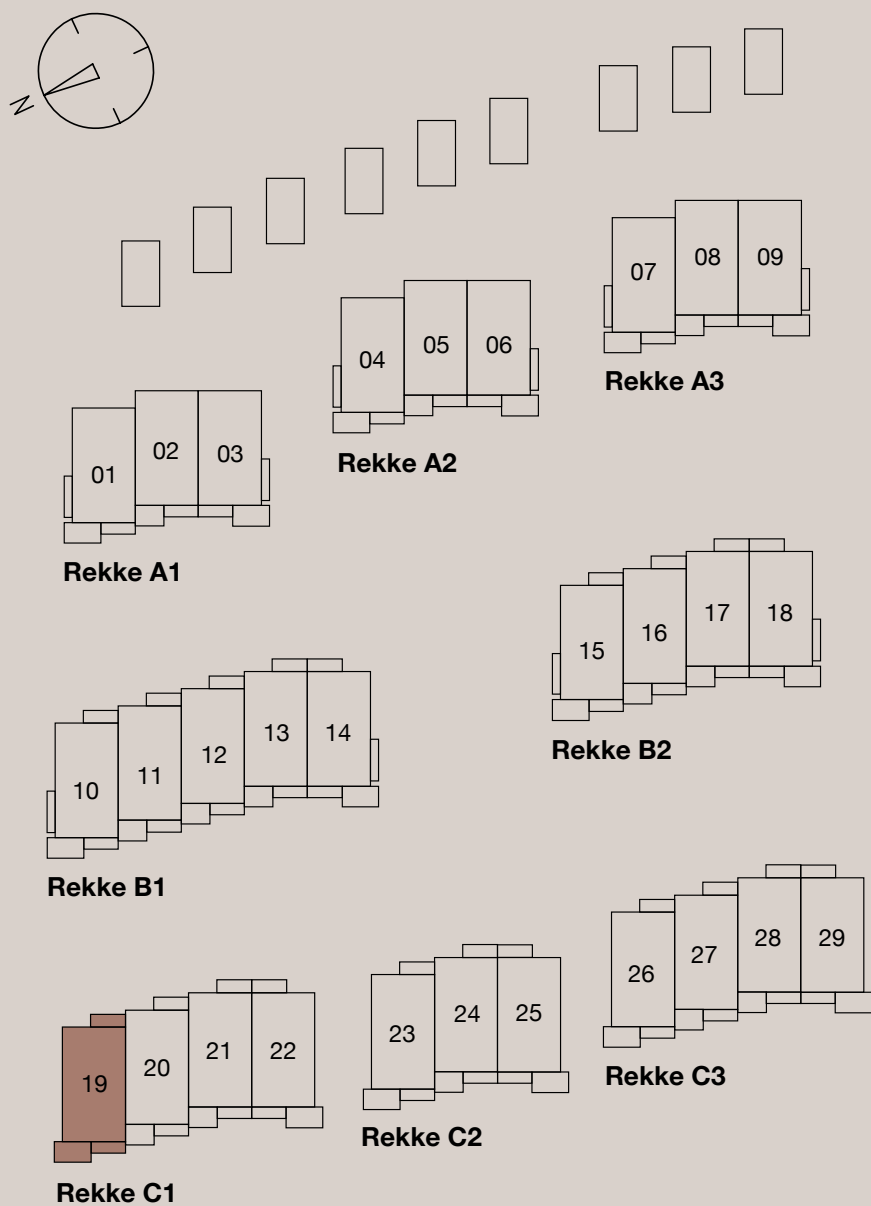 N
07 08 09
Rekke A3
04 05 06
Rekke A2
01 02 03
Rekke A1
15 16 17 18
Rekke B2
10 11 12 13 14
Rekke B1
26 27 28 29
Rekke C3
23 24 25
Rekke C2
19 20 21 22
Rekke C1